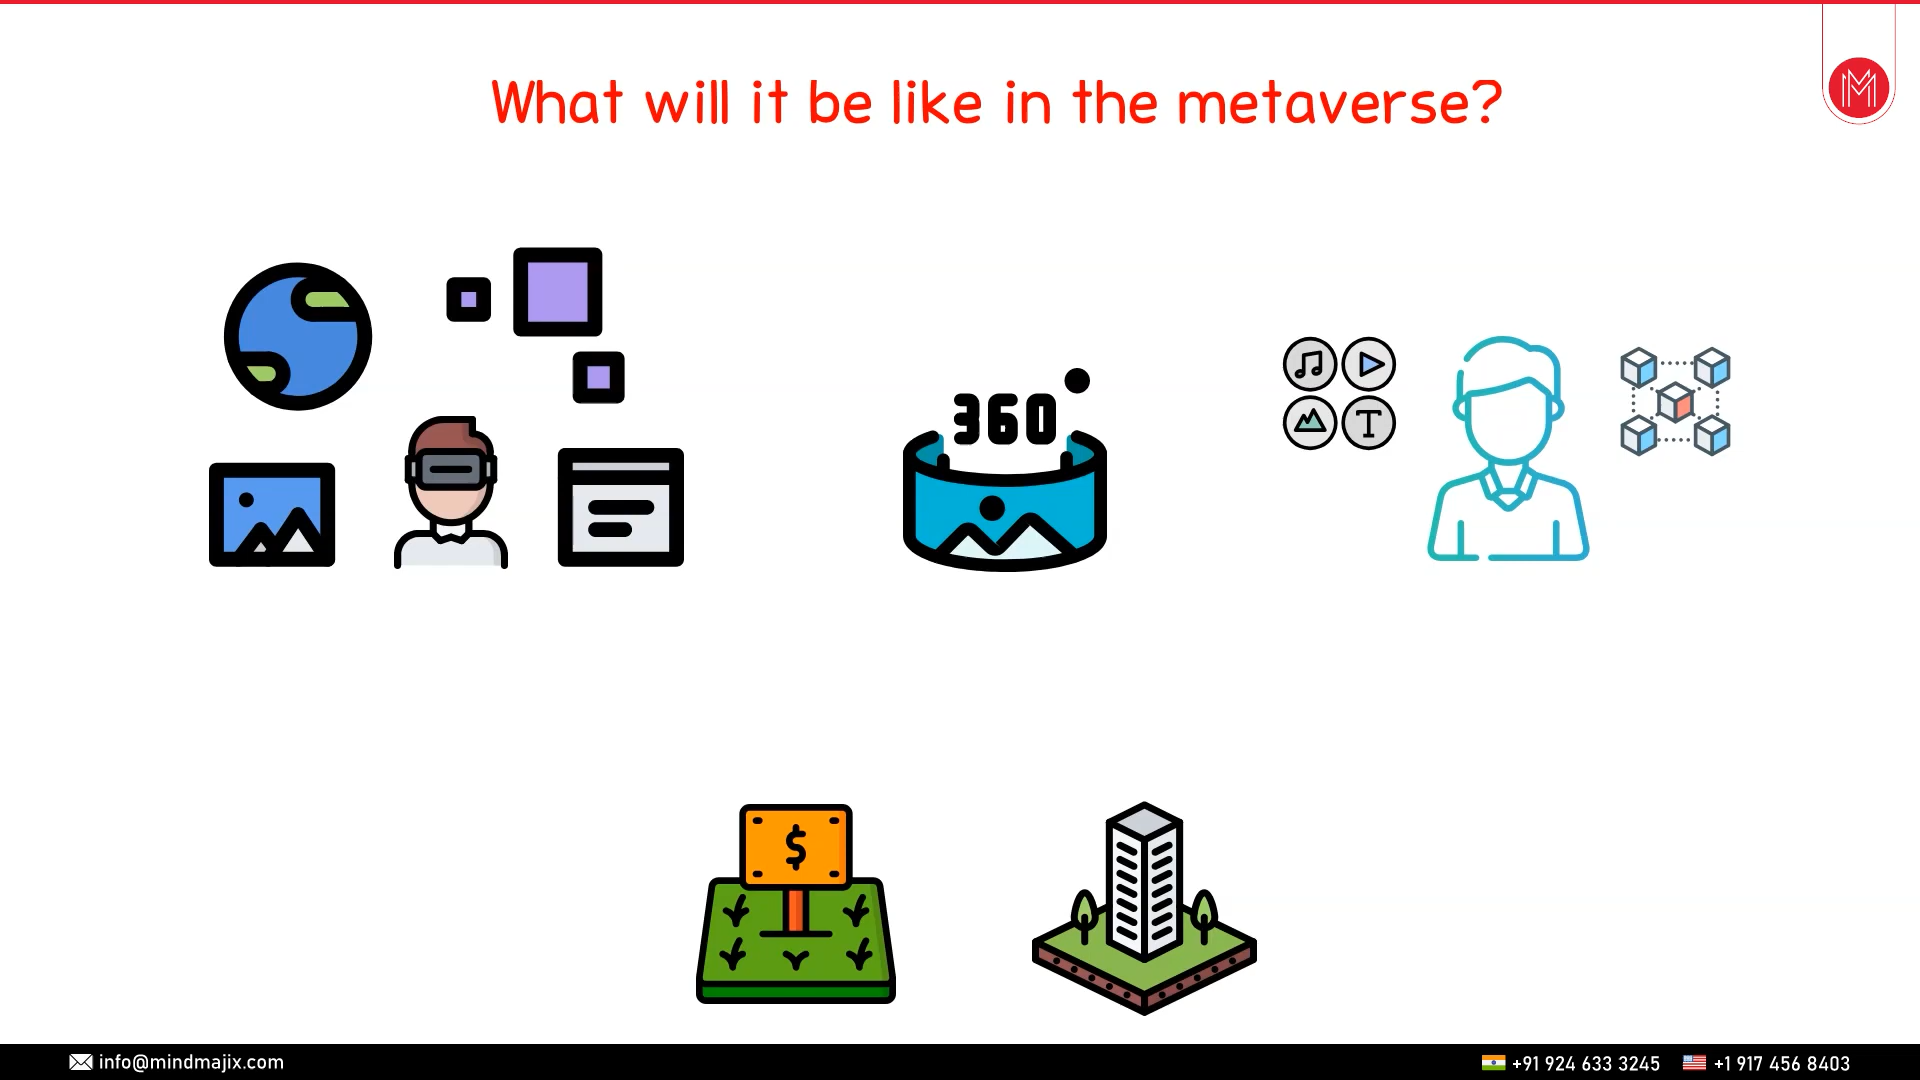 What will it be like in the metaverse?
360
T
$
info@mindmajix.com
+91 924 633 3245
+1 917 456 8403